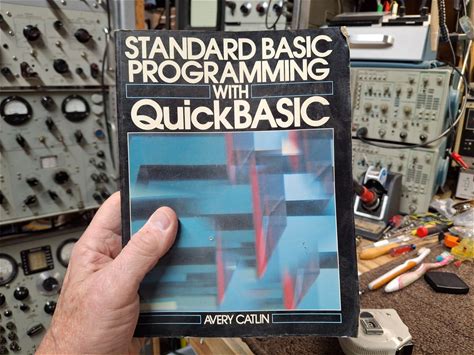 STANDARD BASIC
PROGRAMMING
WITH
QuickBASIC
AVERY CATLIN